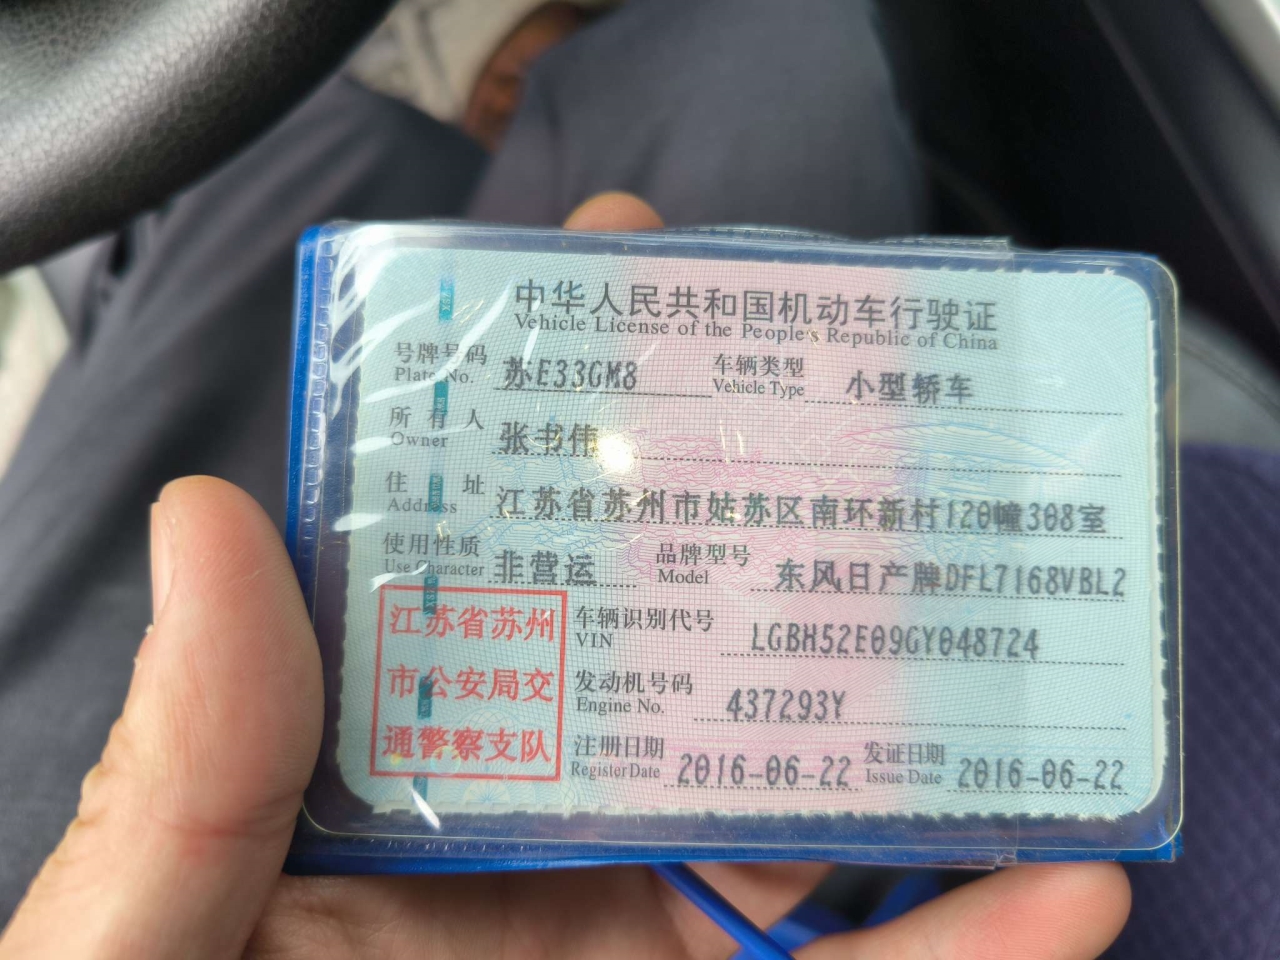 中华人民共和国机动车行驶证
Vehicle License of the People's Republic of China
号牌号码 苏E33GM8 车辆类型 小型轿车
Plate No. Vehicle Type
所有人 张书伟
Owner
住址 江苏省苏州市姑苏区南环新村120幢308室
Address
使用性质 非营运 品牌型号 东风日产牌DFL7168VBL2
Use Character Model
江苏省苏州
市公安局交
通警察支队
车辆识别代号 LGBH52E09GY048724
VIN
发动机号码 437293Y
Engine No.
注册日期 2016-06-22 发证日期 2016-06-22
Register Date Issue Date